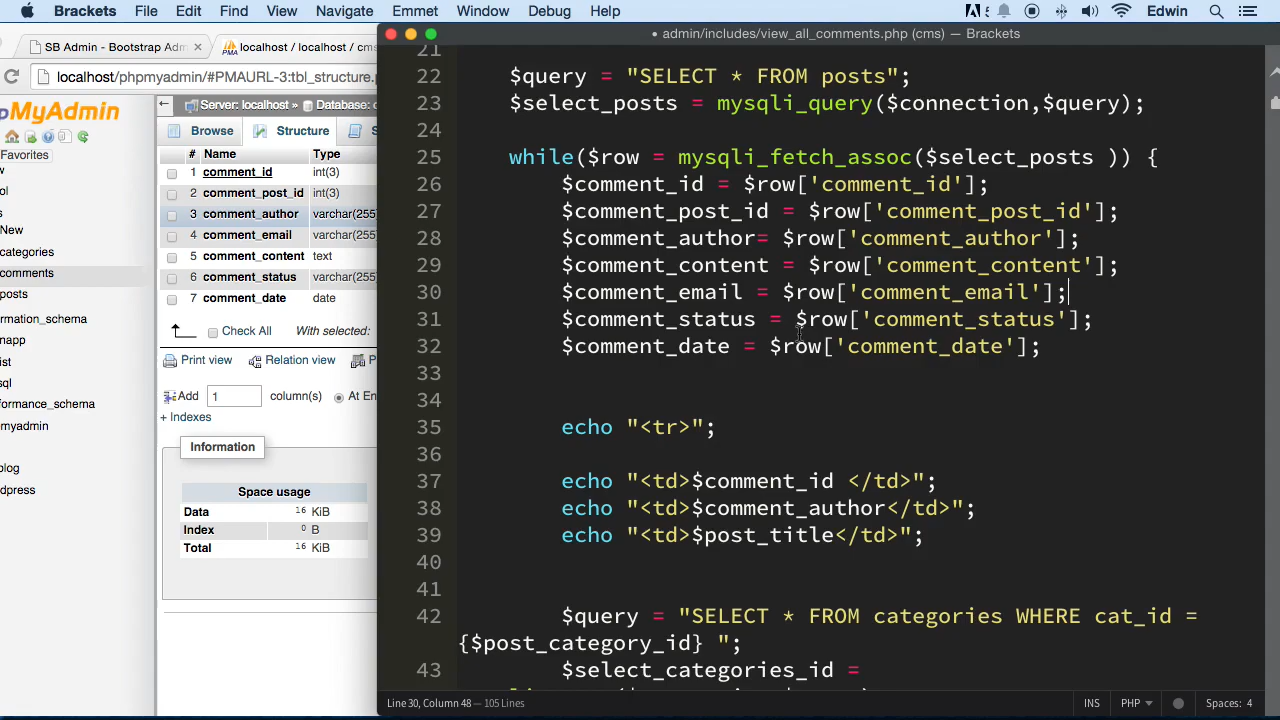 Brackets File Edit Find View Navigate Emmet Window Debug Help Edwin
SB Admin - Bootstrap Adm
localhost / localhost / cms
admin/includes/view_all_comments.php (cms) — Brackets
localhost/phpmyadmin/#PMAURL-3:tbl_structure.p
MyAdmin
Favorites
New
categories
comments
posts
Server: localhost » Database: c
Browse Structure
# Name Type
1 comment_id int(3)
2 comment_post_id int(3)
3 comment_author varchar(255)
4 comment_email varchar(255)
5 comment_content text
6 comment_status varchar(255)
7 comment_date date
Check All With selected:
Print view Relation view
Add 1 column(s) At En
+ Indexes
Information
Space usage
Data 16 KiB
Index 0 B
Total 16 KiB
21
22 $query = "SELECT * FROM posts";
23 $select_posts = mysqli_query($connection,$query);
24
25 while($row = mysqli_fetch_assoc($select_posts )) {
26 $comment_id = $row['comment_id'];
27 $comment_post_id = $row['comment_post_id'];
28 $comment_author= $row['comment_author'];
29 $comment_content = $row['comment_content'];
30 $comment_email = $row['comment_email'];
31 $comment_status = $row['comment_status'];
32 $comment_date = $row['comment_date'];
33
34
35 echo "<tr>";
36
37 echo "<td>$comment_id </td>";
38 echo "<td>$comment_author</td>";
39 echo "<td>$post_title</td>";
40
41
42 $query = "SELECT * FROM categories WHERE cat_id =
{$post_category_id} ";
43 $select_categories_id =
Line 30, Column 48 — 105 Lines
INS PHP Spaces: 4